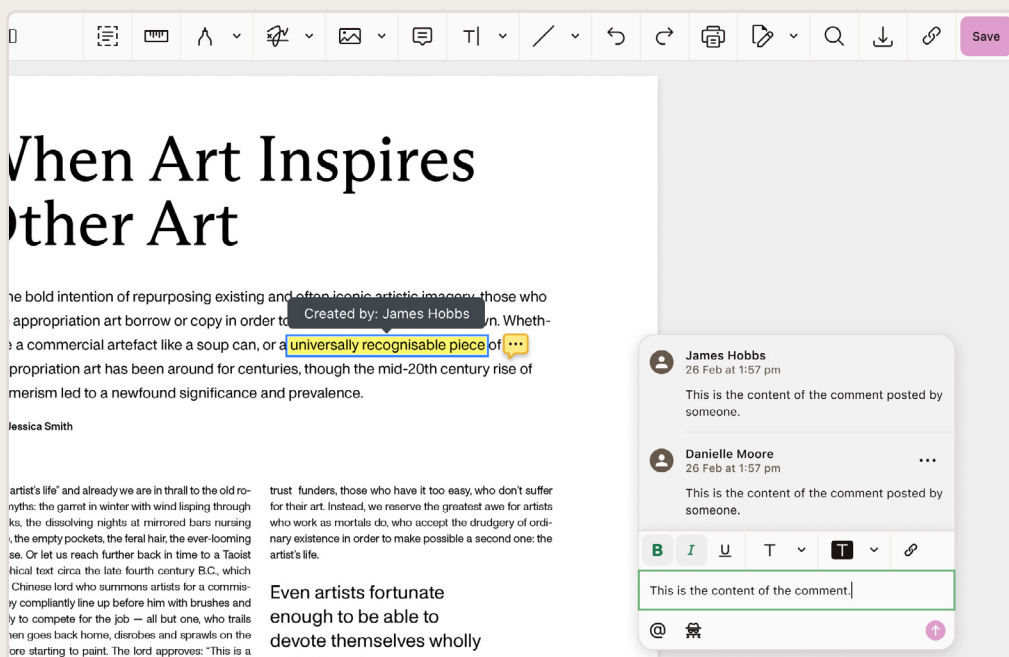 Save
When Art Inspires
Other Art
he bold intention of repurposing existing and often iconic artistic imagery, those who
appropriation art borrow or copy in order to
vn. Wheth-
Created by: James Hobbs
e a commercial artefact like a soup can, or a universally recognisable piece of
propriation art has been around for centuries, though the mid-20th century rise of
merism led to a newfound significance and prevalence.
Jessica Smith
artist's life” and already we are in thrall to the old ro-
nyths: the garret in winter with wind lisping through
ks, the dissolving nights at mirrored bars nursing
, the empty pockets, the feral hair, the ever-looming
se. Or let us reach further back in time to a Taoist
hical text circa the late fourth century B.C., which
Chinese lord who summons artists for a commis-
ey compliantly line up before him with brushes and
ly to compete for the job — all but one, who trails
hen goes back home, disrobes and sprawls on the
ore starting to paint. The lord approves: “This is a
trust funders, those who have it too easy, who don't suffer
for their art. Instead, we reserve the greatest awe for artists
who work as mortals do, who accept the drudgery of ordi-
nary existence in order to make possible a second one: the
artist's life.
Even artists fortunate
enough to be able to
devote themselves wholly
James Hobbs
26 Feb at 1:57 pm
This is the content of the comment posted by
someone.
Danielle Moore
26 Feb at 1:57 pm
This is the content of the comment posted by
someone.
B I U T T
This is the content of the comment.
@